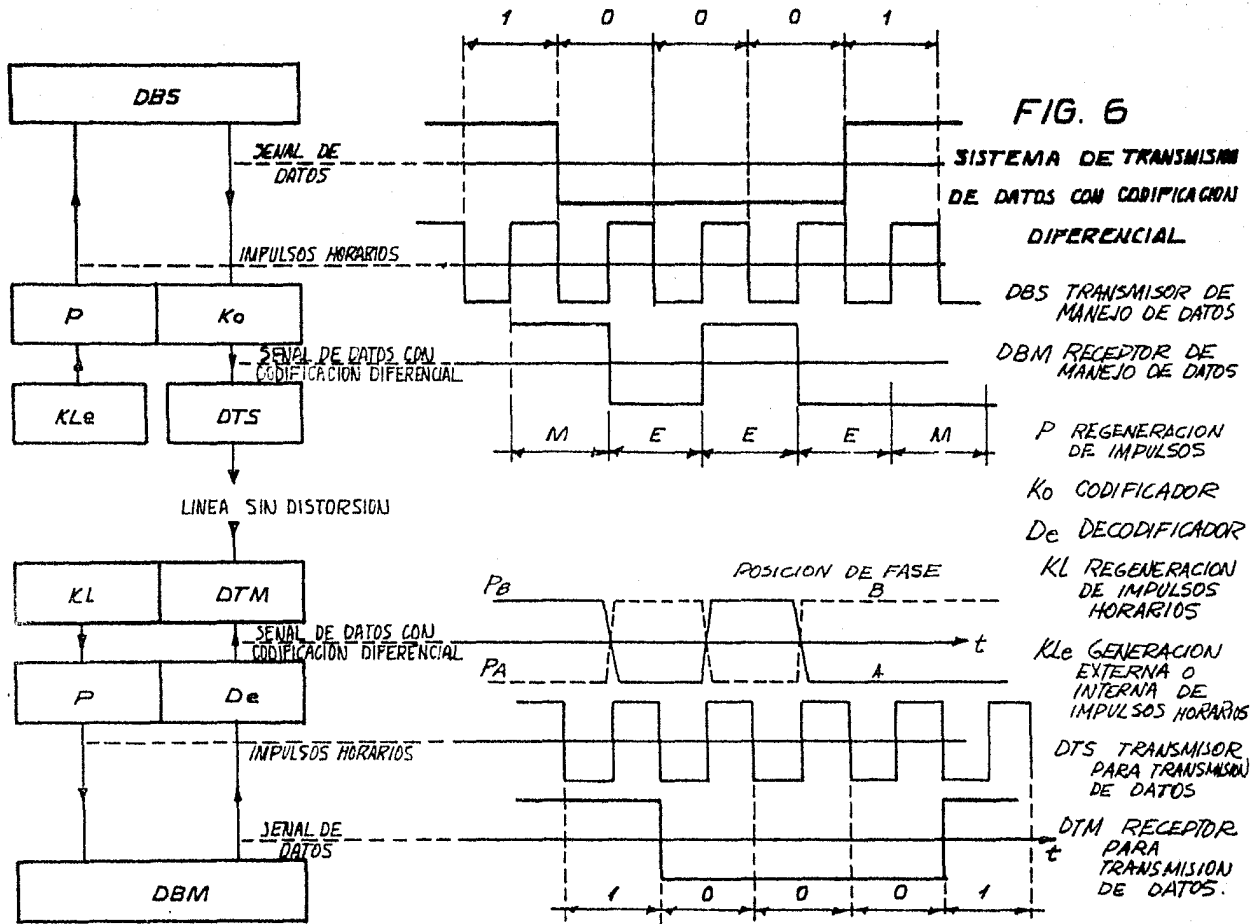 1 0 0 0 1
DBS
FIG. 6
SISTEMA DE TRANSMISION
DE DATOS CON CODIFICACION
DIFERENCIAL
SENAL DE
DATOS
IMPULSOS HORARIOS
P
Ko
SENAL DE DATOS CON
CODIFICACION DIFERENCIAL
KLe
DTS
M E E E M
LINEA SIN DISTORSION
KL
DTM
SENAL DE DATOS CON
CODIFICACION DIFERENCIAL
P
De
IMPULSOS HORARIOS
SENAL DE
DATOS
DBM
POSICION DE FASE
PB
B
t
PA
A
t
1 0 0 0 1
DBS TRANSMISOR DE
MANEJO DE DATOS
DBM RECEPTOR DE
MANEJO DE DATOS
P REGENERACION
DE IMPULSOS
Ko CODIFICADOR
De DECODIFICADOR
KL REGENERACION
DE IMPULSOS
HORARIOS
KLe GENERACION
EXTERNA O
INTERNA DE
IMPULSOS HORARIOS
DTS TRANSMISOR
PARA TRANSMISION
DE DATOS
DTM RECEPTOR
PARA
TRANSMISION
DE DATOS.